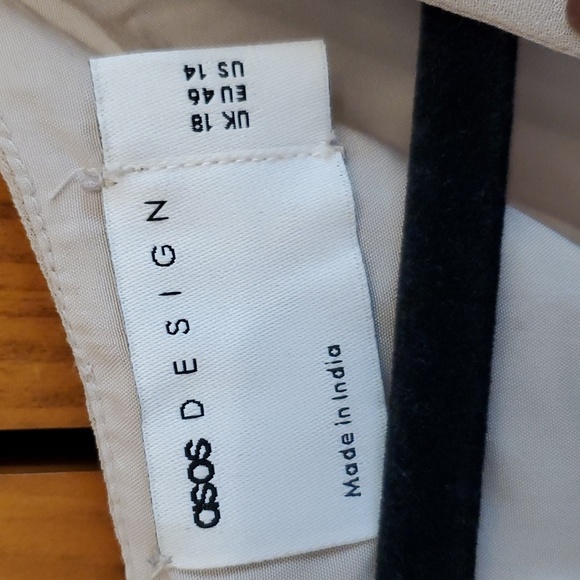 UK 18
EU 46
US 14
asos DESIGN
Made in India